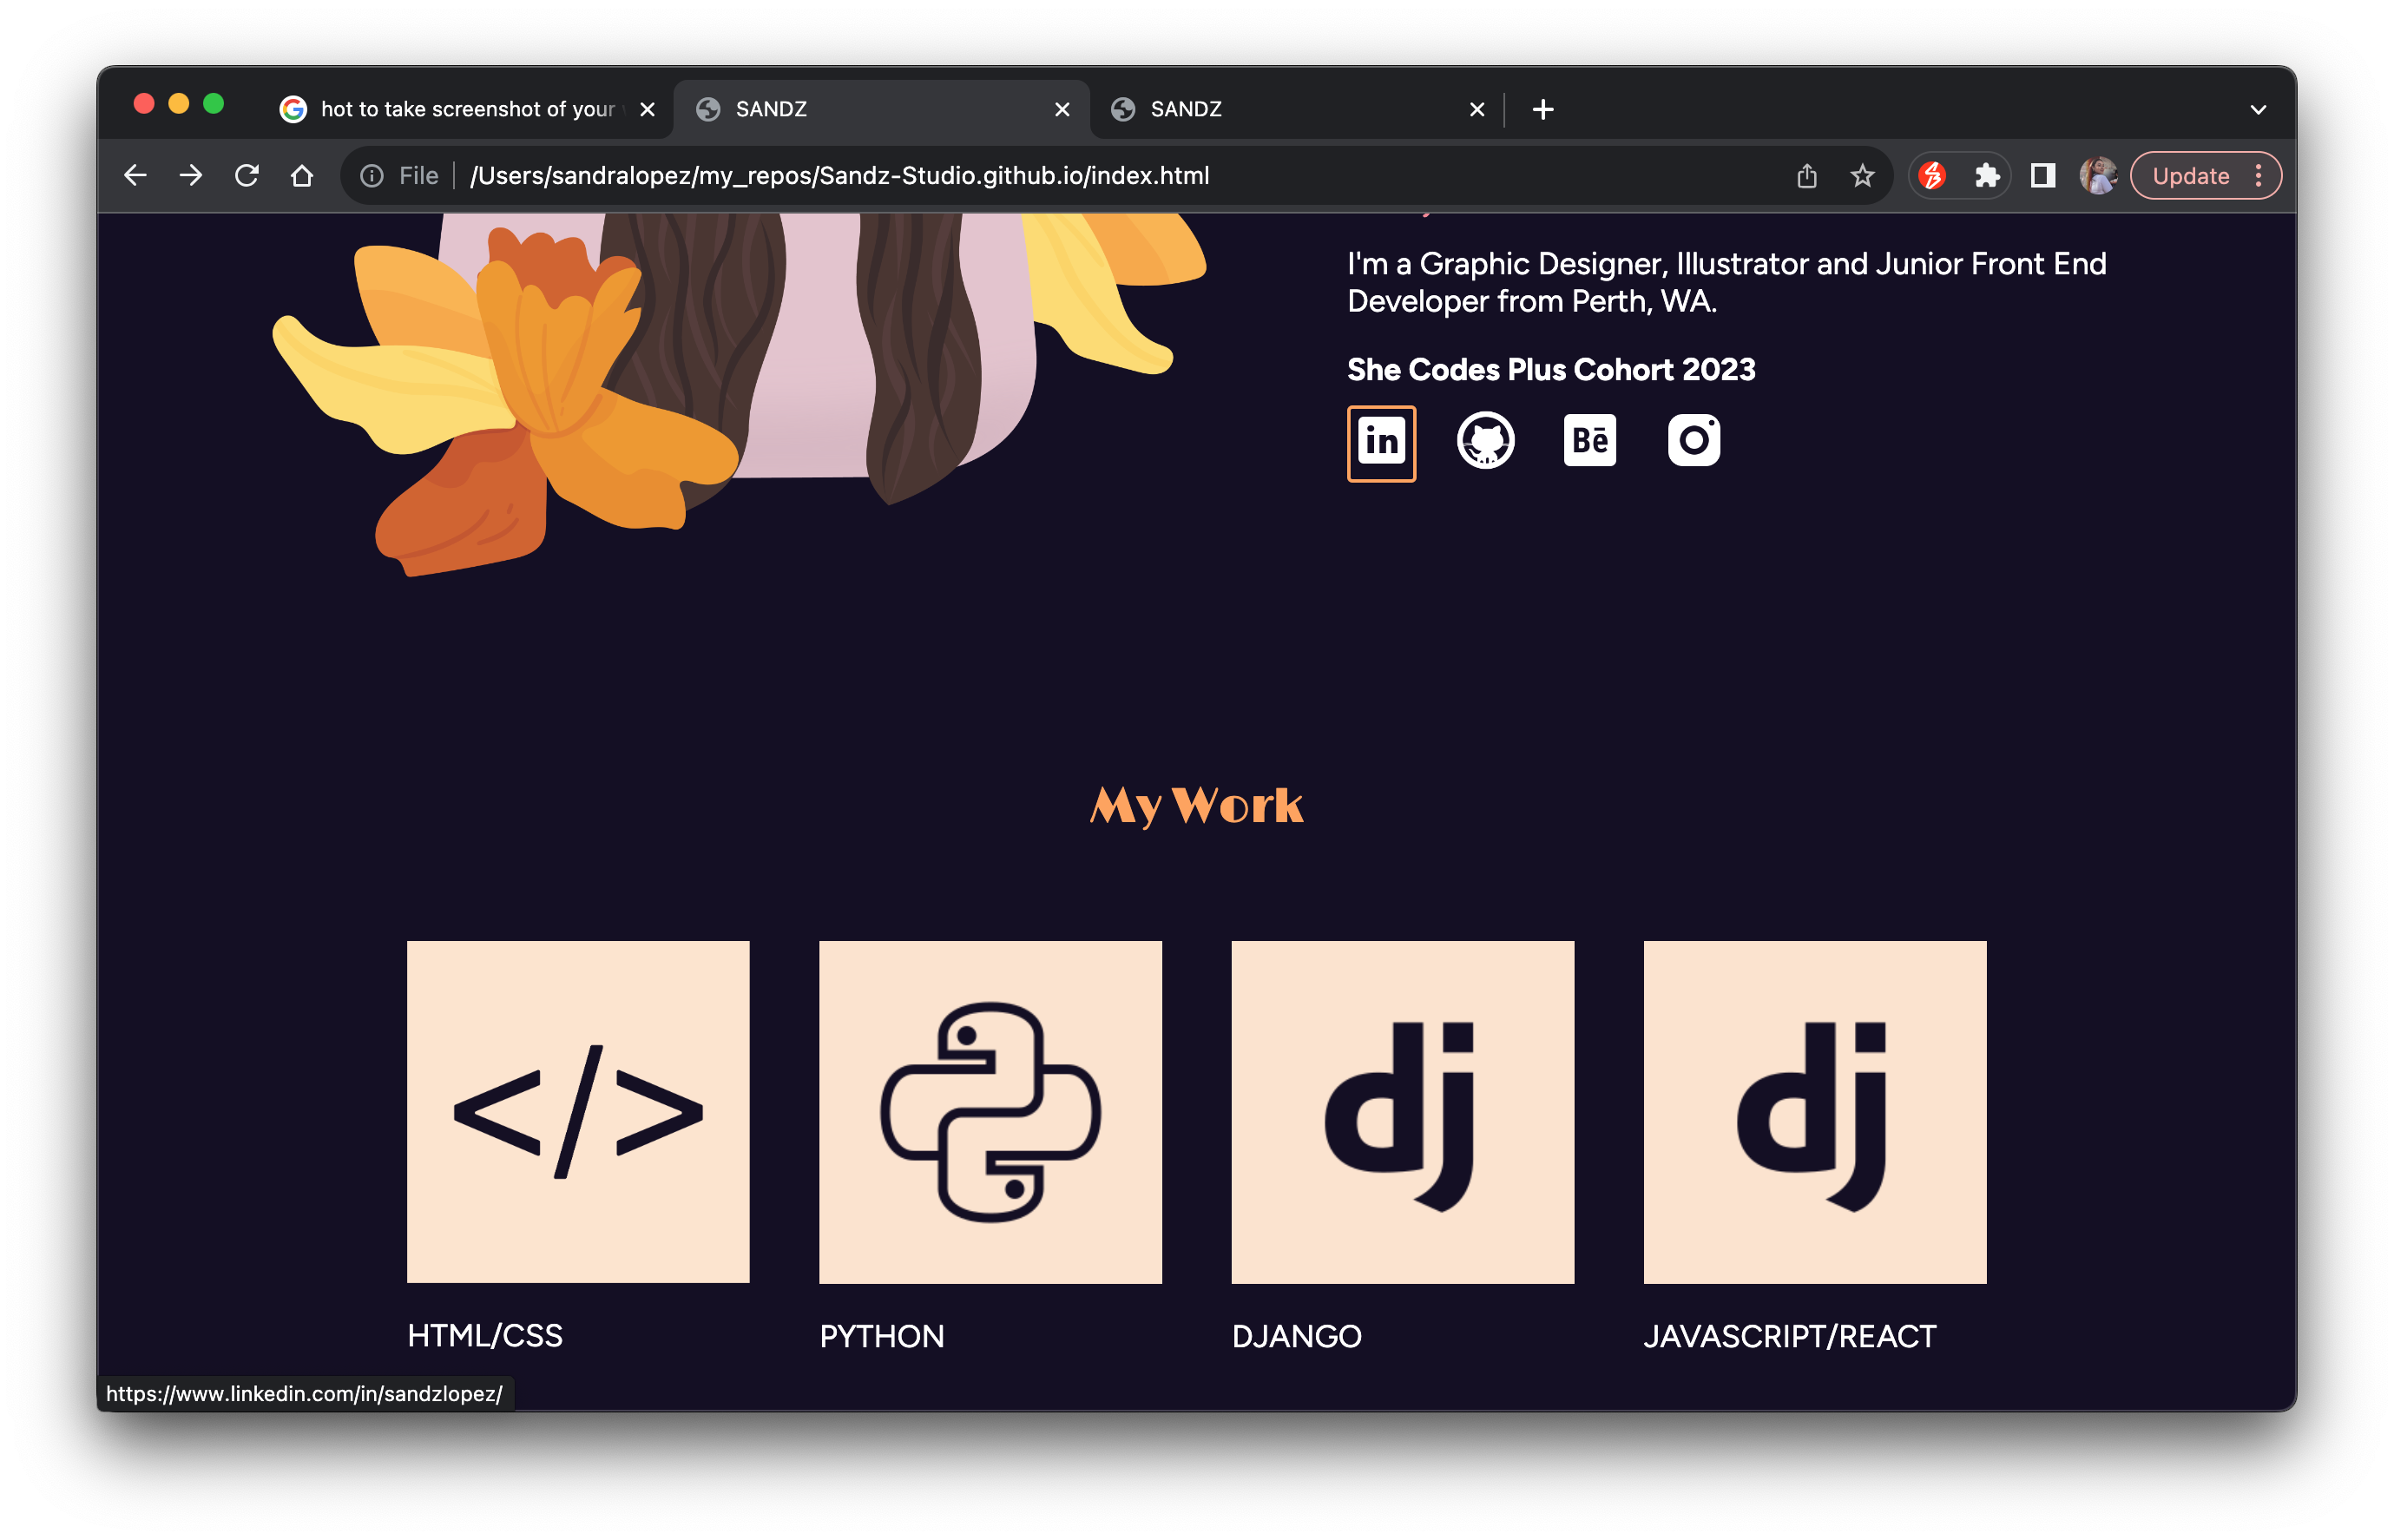 hot to take screenshot of your
SANDZ
SANDZ
File
/Users/sandralopez/my_repos/Sandz-Studio.github.io/index.html
Update
I'm a Graphic Designer, Illustrator and Junior Front End
Developer from Perth, WA.
She Codes Plus Cohort 2023
in
Bē
My Work
</>
dj
dj
HTML/CSS
PYTHON
DJANGO
JAVASCRIPT/REACT
https://www.linkedin.com/in/sandzlopez/